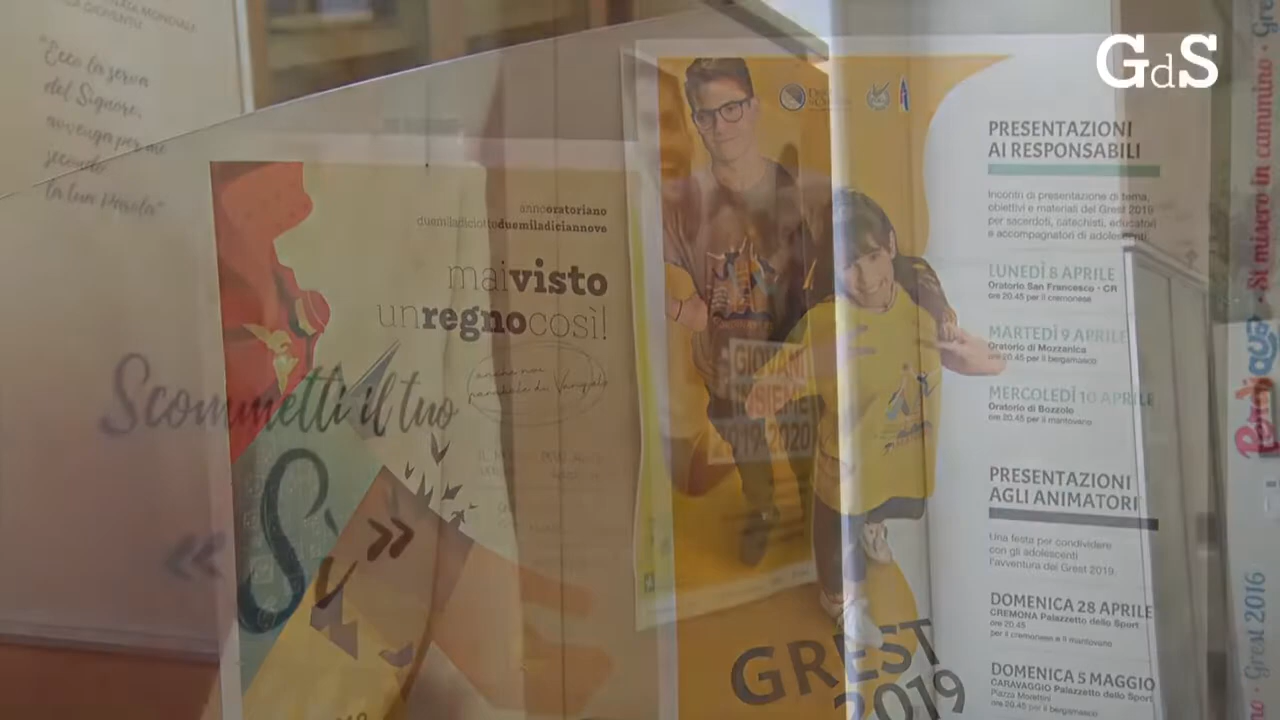 GdS
"Ecco la serva
del Signore,
avvenga per me
secondo
la tua Parola"
annooratoriano
duemiladiciottoduemiladiciannove
maivisto
unregnocosì!
Scommetti il tuo
Sì
«
»
GIOVANI
INSIEME
2019-2020
GREST
2019
PRESENTAZIONI
AI RESPONSABILI
Incontri di presentazione di tema,
obiettivi e materiali del Grest 2019
per sacerdoti, catechisti, educatori
e accompagnatori di adolescenti.
LUNEDÌ 8 APRILE
Oratorio San Francesco - CR
ore 20.45 per il cremonese
MARTEDÌ 9 APRILE
Oratorio di Mozzanica
ore 20.45 per il bergamasco
MERCOLEDÌ 10 APRILE
Oratorio di Bozzolo
ore 20.45 per il mantovano
PRESENTAZIONI
AGLI ANIMATORI
Una festa per condividere
con gli adolescenti
l'avventura del Grest 2019.
DOMENICA 28 APRILE
CREMONA Palazzetto dello Sport
ore 20.45
per il cremonese e il mantovano
DOMENICA 5 MAGGIO
CARAVAGGIO Palazzetto dello Sport
Piazza Morettini
ore 20.45 per il bergamasco
Si misero in cammino
PerdiQua
Grest 2016